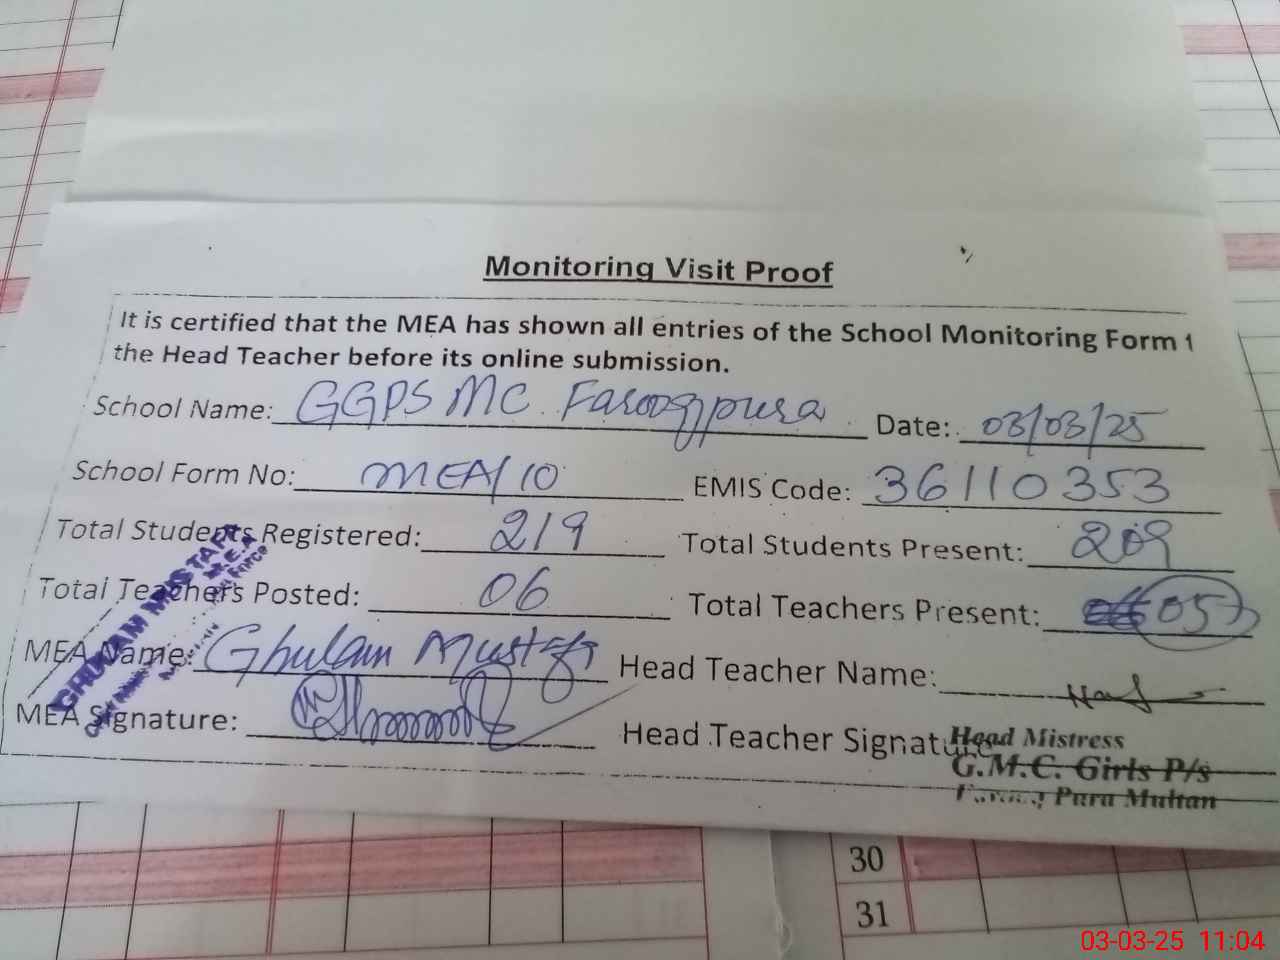 Monitoring Visit Proof
It is certified that the MEA has shown all entries of the School Monitoring Form t
the Head Teacher before its online submission.
School Name: GGPS MC Farooqpura Date: 03/03/25
School Form No: MEA/10 EMIS Code: 36110353
Total Students Registered: 219 Total Students Present: 209
Total Teachers Posted: 06 Total Teachers Present: 05
MEA Name: Ghulam Mustafa Head Teacher Name:
MEA Signature: Head Teacher Signature
GHULAM MUSTAFA
M.E.A
Head Mistress
G.M.C. Girls P/s
Pura Multan
30
31
03-03-25 11:04